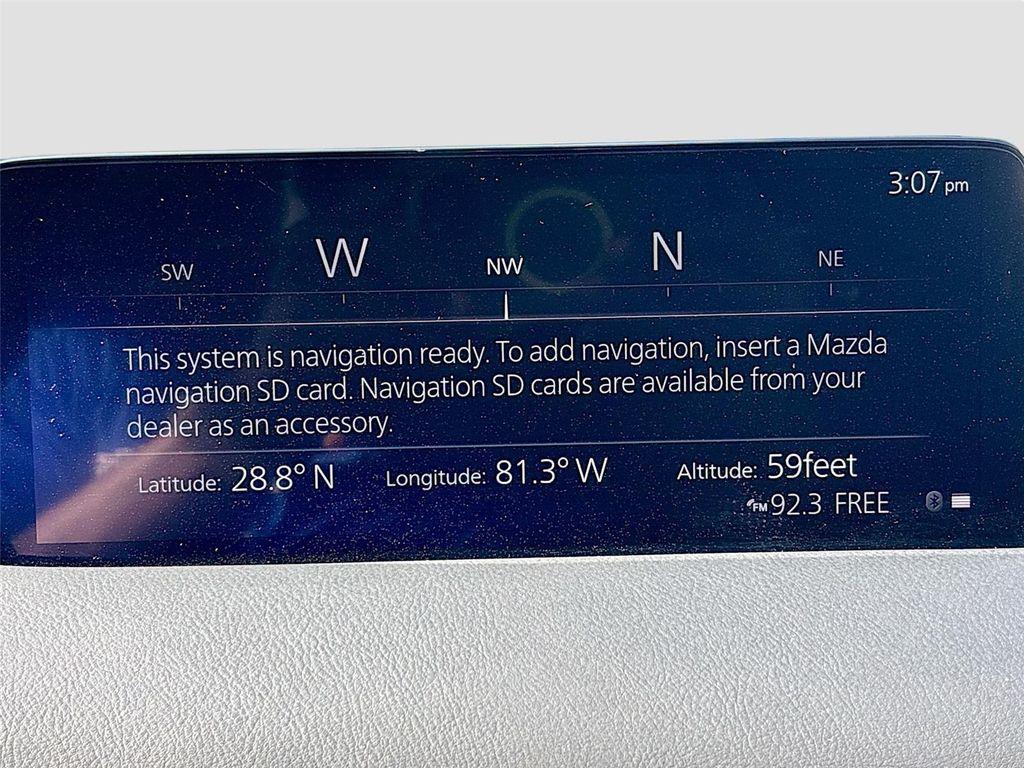 3:07 pm
SW W NW N NE
This system is navigation ready. To add navigation, insert a Mazda
navigation SD card. Navigation SD cards are available from your
dealer as an accessory.
Latitude: 28.8° N Longitude: 81.3° W Altitude: 59feet
FM 92.3 FREE